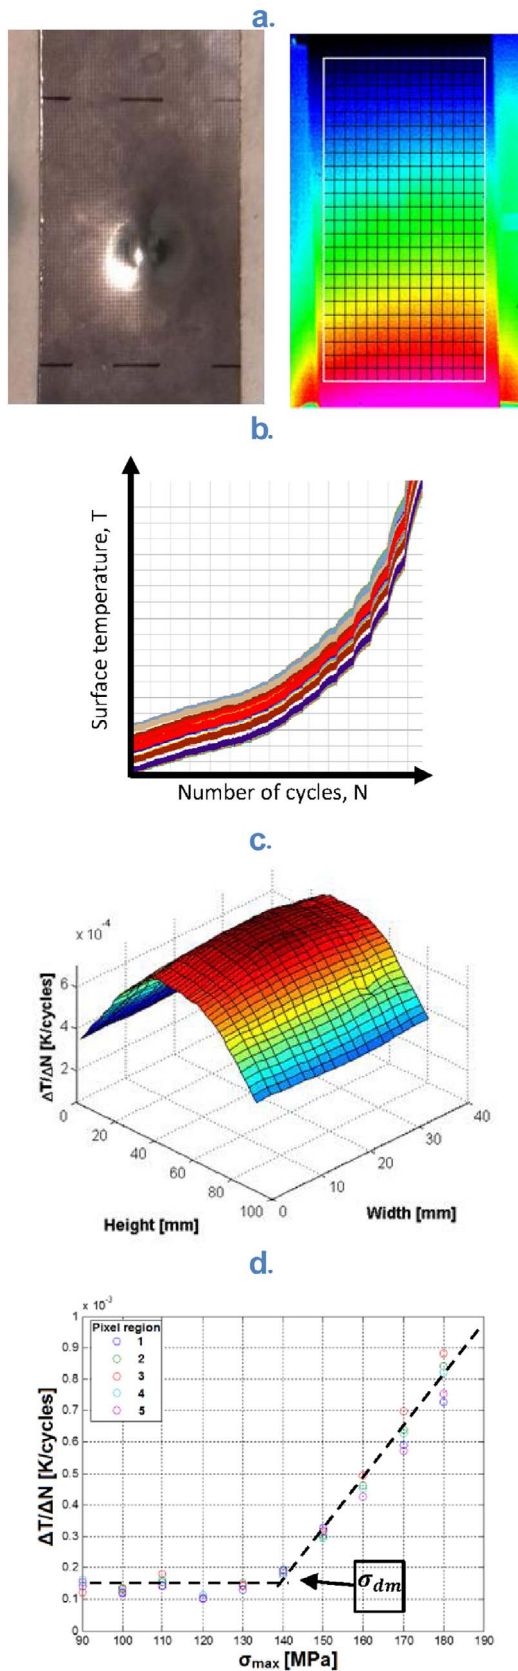 a.
b.
Surface temperature, T
Number of cycles, N
c.
x 10⁻⁴
ΔT/ΔN [K/cycles]
6
4
2
0
20
40
60
80
100
0
10
20
30
40
Height [mm]
Width [mm]
d.
x 10⁻³
ΔT/ΔN [K/cycles]
1
0.9
0.8
0.7
0.6
0.5
0.4
0.3
0.2
0.1
0
Pixel region
1
2
3
4
5
σdm
90 100 110 120 130 140 150 160 170 180 190
σmax [MPa]